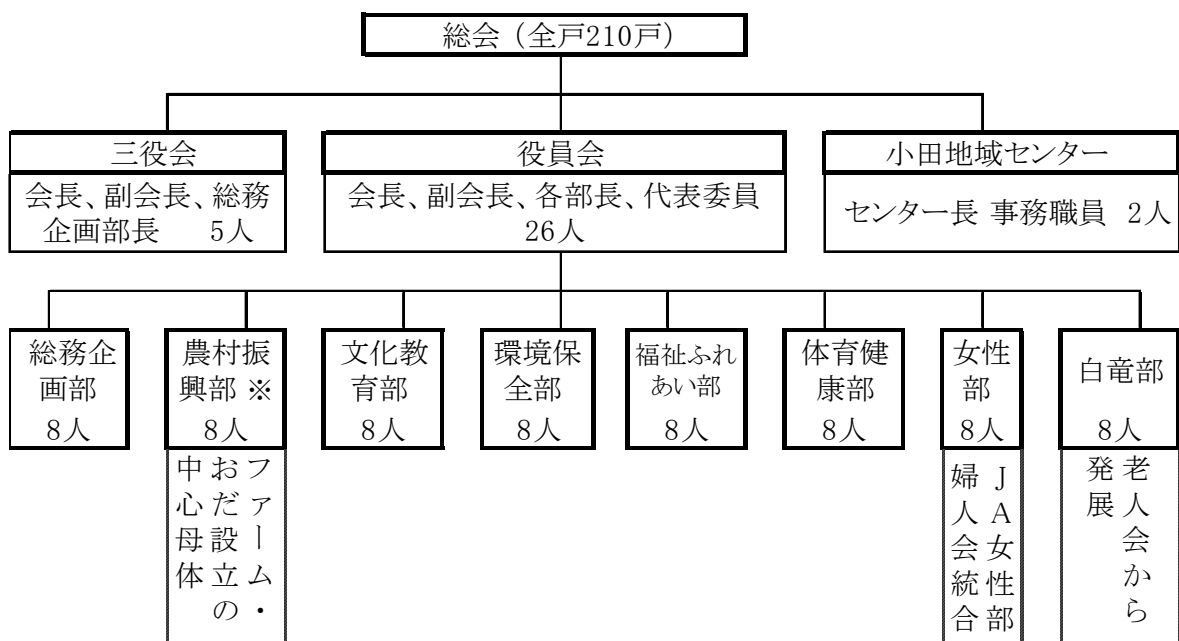 総会（全戸210戸）
三役会
会長、副会長、総務
企画部長　5人
役員会
会長、副会長、各部長、代表委員
26人
小田地域センター
センター長 事務職員 2人
総務企
画部
8人
農村振
興部※
8人
ファーム・
おだ設立の
中心母体
文化教
育部
8人
環境保
全部
8人
福祉ふれ
あい部
8人
体育健
康部
8人
女性
部
8人
ＪＡ女性部
婦人会統合
白竜部
8人
老人会から
発展